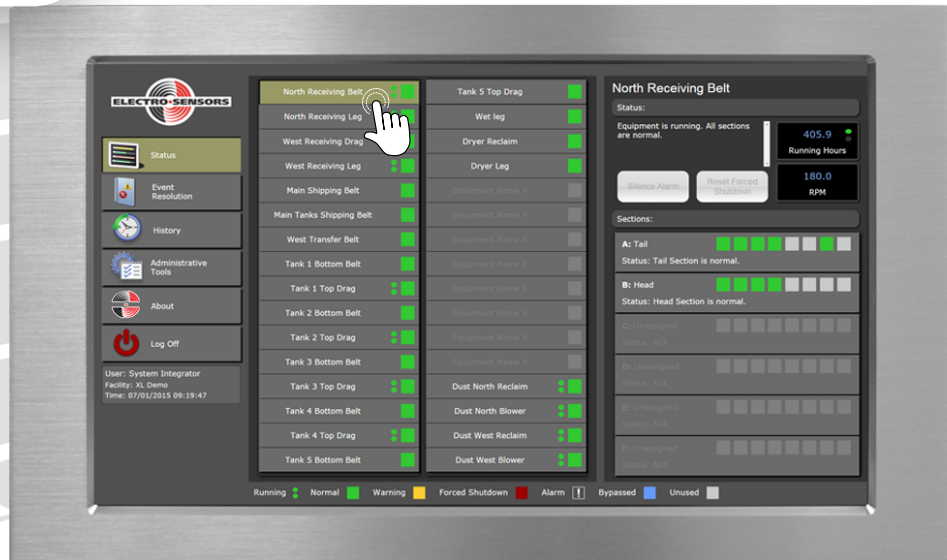 ELECTRO-SENSORS
Status
Event
Resolution
History
Administrative
Tools
About
Log Off
User: System Integrator
Facility: XL Demo
Time: 07/01/2015 09:19:47
North Receiving Belt
North Receiving Leg
West Receiving Drag
West Receiving Leg
Main Shipping Belt
Main Tanks Shipping Belt
West Transfer Belt
Tank 1 Bottom Belt
Tank 1 Top Drag
Tank 2 Bottom Belt
Tank 2 Top Drag
Tank 3 Bottom Belt
Tank 3 Top Drag
Tank 4 Bottom Belt
Tank 4 Top Drag
Tank 5 Bottom Belt
Tank 5 Top Drag
Wet leg
Dryer Reclaim
Dryer Leg
Equipment Name X
Equipment Name X
Equipment Name X
Equipment Name X
Equipment Name X
Equipment Name X
Equipment Name X
Equipment Name X
Dust North Reclaim
Dust North Blower
Dust West Reclaim
Dust West Blower
North Receiving Belt
Status:
Equipment is running. All sections
are normal.
405.9
Running Hours
Silence Alarm
Reset Forced
Shutdown
180.0
RPM
Sections:
A: Tail
Status: Tail Section is normal.
B: Head
Status: Head Section is normal.
C: Unassigned
Status: N/A
D: Unassigned
Status: N/A
E: Unassigned
Status: N/A
F: Unassigned
Status: N/A
Running Normal Warning Forced Shutdown Alarm ! Bypassed Unused